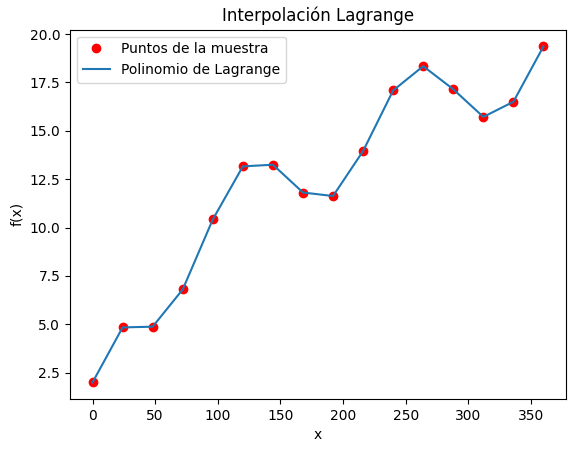 Interpolación Lagrange
Puntos de la muestra
Polinomio de Lagrange
20.0
17.5
15.0
12.5
10.0
7.5
5.0
2.5
f(x)
0 50 100 150 200 250 300 350
x